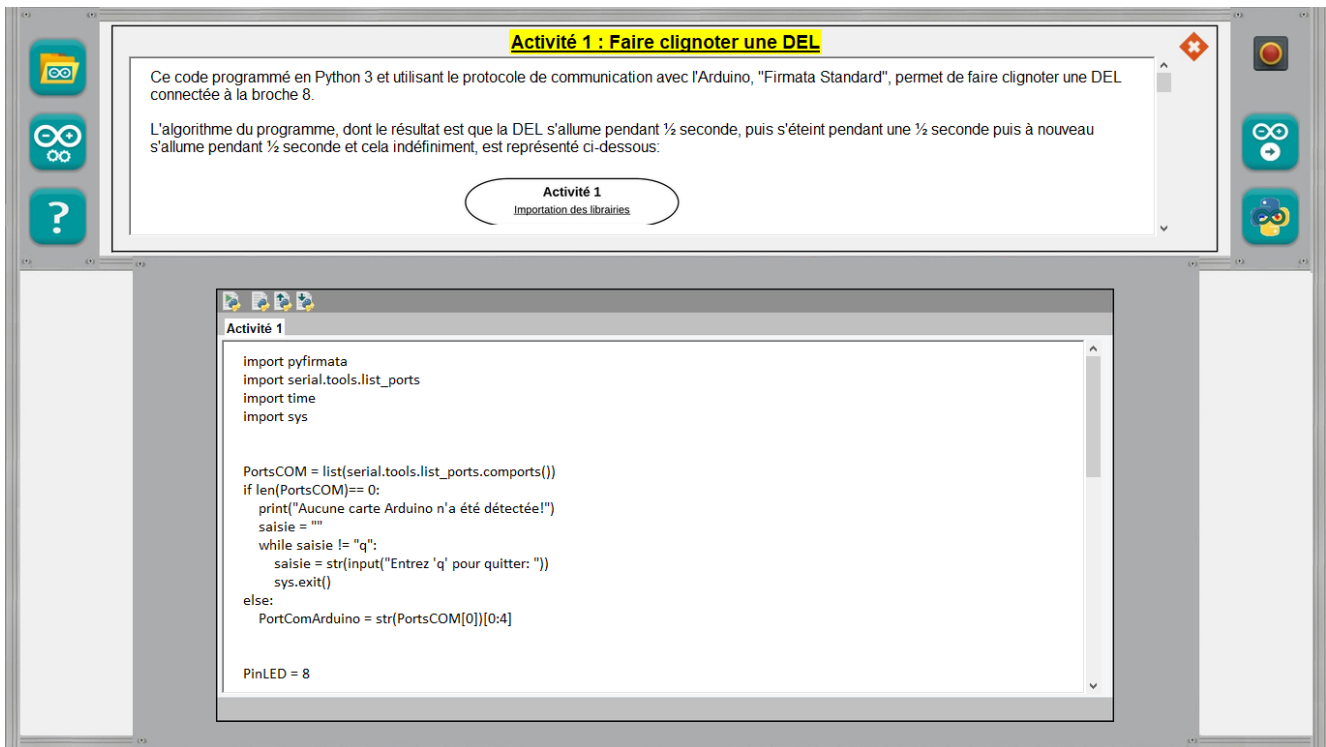 Activité 1 : Faire clignoter une DEL
Ce code programmé en Python 3 et utilisant le protocole de communication avec l'Arduino, "Firmata Standard", permet de faire clignoter une DEL
connectée à la broche 8.
L'algorithme du programme, dont le résultat est que la DEL s'allume pendant ½ seconde, puis s'éteint pendant une ½ seconde puis à nouveau
s'allume pendant ½ seconde et cela indéfiniment, est représenté ci-dessous:
Activité 1
Importation des librairies
Activité 1
import pyfirmata
import serial.tools.list_ports
import time
import sys
PortsCOM = list(serial.tools.list_ports.comports())
if len(PortsCOM)== 0:
print("Aucune carte Arduino n'a été détectée!")
saisie = ""
while saisie != "q":
saisie = str(input("Entrez 'q' pour quitter: "))
sys.exit()
else:
PortComArduino = str(PortsCOM[0])[0:4]
PinLED = 8